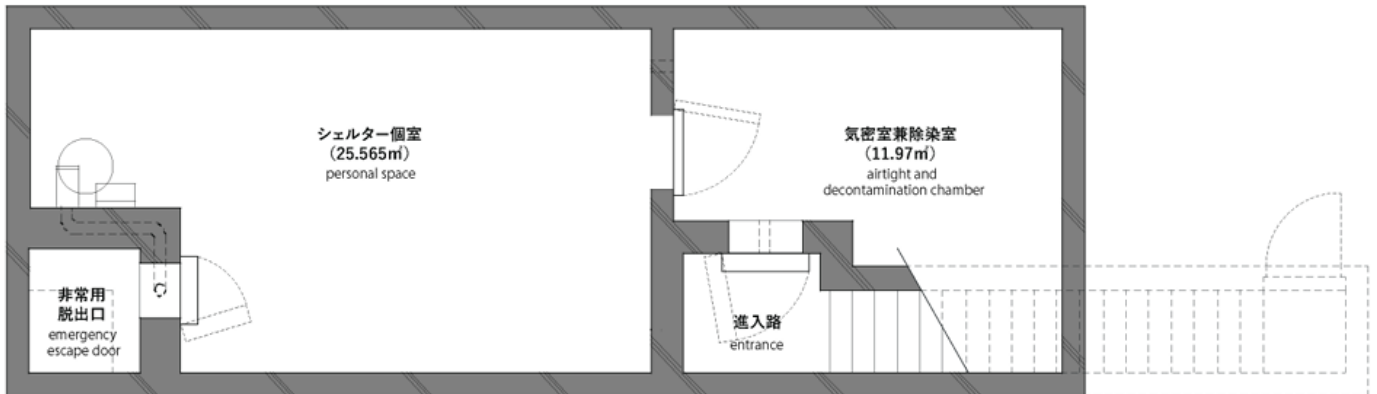 シェルター個室
（25.565㎡）
personal space
気密室兼除染室
（11.97㎡）
airtight and
decontamination chamber
非常用
脱出口
emergency
escape door
進入路
entrance